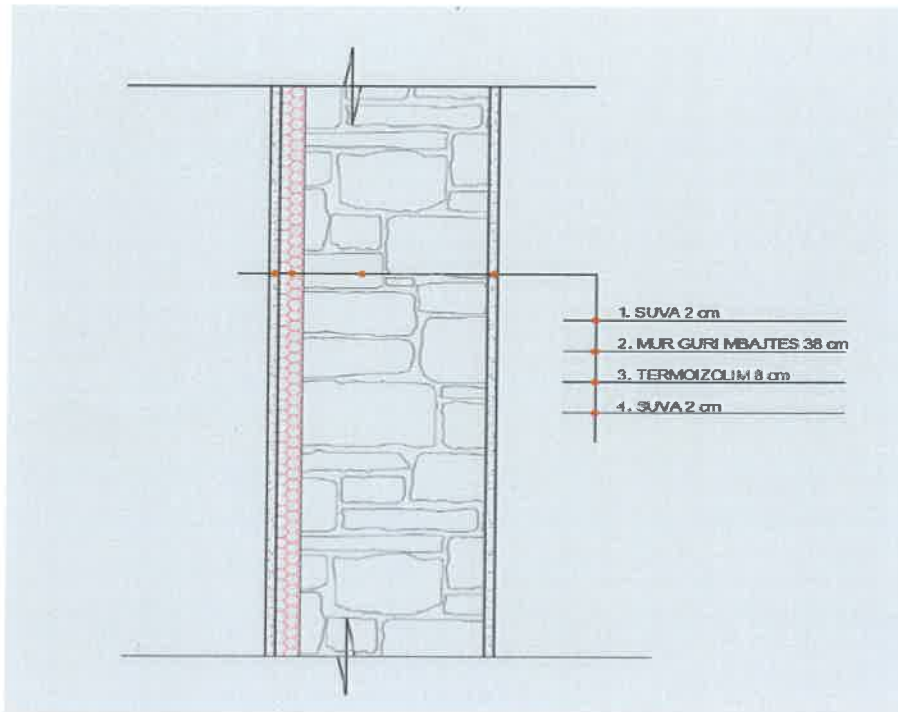 1. SUVA 2 cm
2. MUR GURI MBAJTES 38 cm
3. TERMOIZOLIM 8 cm
4. SUVA 2 cm